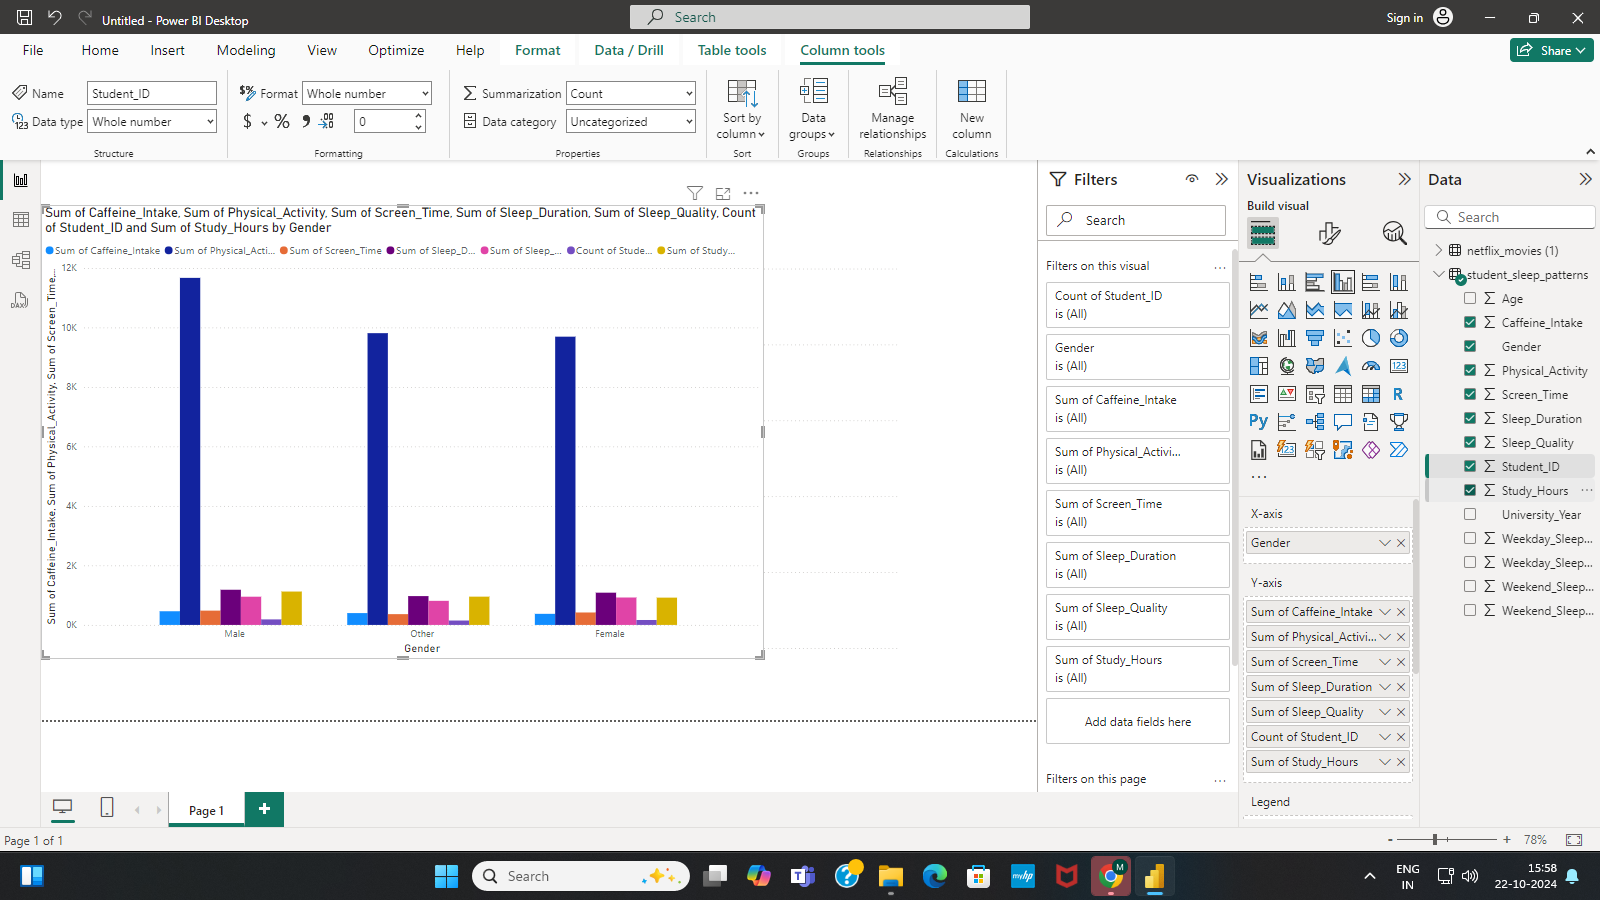 Untitled - Power BI Desktop
Search
Sign in
File
Home
Insert
Modeling
View
Optimize
Help
Format
Data / Drill
Table tools
Column tools
Share
Name
Student_ID
Data type
Whole number
Structure
Format
Whole number
$
%
0
Formatting
Summarization
Count
Data category
Uncategorized
Properties
Sort by
column
Sort
Data
groups
Groups
Manage
relationships
Relationships
New
column
Calculations
Sum of Caffeine_Intake, Sum of Physical_Activity, Sum of Screen_Time, Sum of Sleep_Duration, Sum of Sleep_Quality, Count
of Student_ID and Sum of Study_Hours by Gender
Sum of Caffeine_Intake
Sum of Physical_Acti...
Sum of Screen_Time
Sum of Sleep_D...
Sum of Sleep_...
Count of Stude...
Sum of Study...
Sum of Caffeine_Intake, Sum of Physical_Activity, Sum of Screen_Time...
12K
10K
8K
6K
4K
2K
0K
Male
Other
Female
Gender
Filters
Search
Filters on this visual
...
Count of Student_ID
is (All)
Gender
is (All)
Sum of Caffeine_Intake
is (All)
Sum of Physical_Activi...
is (All)
Sum of Screen_Time
is (All)
Sum of Sleep_Duration
is (All)
Sum of Sleep_Quality
is (All)
Sum of Study_Hours
is (All)
Add data fields here
Filters on this page
...
Visualizations
Build visual
123
R
Py
123
...
X-axis
Gender
Y-axis
Sum of Caffeine_Intake
Sum of Physical_Activi...
Sum of Screen_Time
Sum of Sleep_Duration
Sum of Sleep_Quality
Count of Student_ID
Sum of Study_Hours
Legend
Data
Search
netflix_movies (1)
student_sleep_patterns
Age
Caffeine_Intake
Gender
Physical_Activity
Screen_Time
Sleep_Duration
Sleep_Quality
Student_ID
Study_Hours
University_Year
Weekday_Sleep...
Weekday_Sleep...
Weekend_Sleep...
Weekend_Sleep...
Page 1
+
Page 1 of 1
-
+
78%
Search
myhp
M
ENG
IN
15:58
22-10-2024